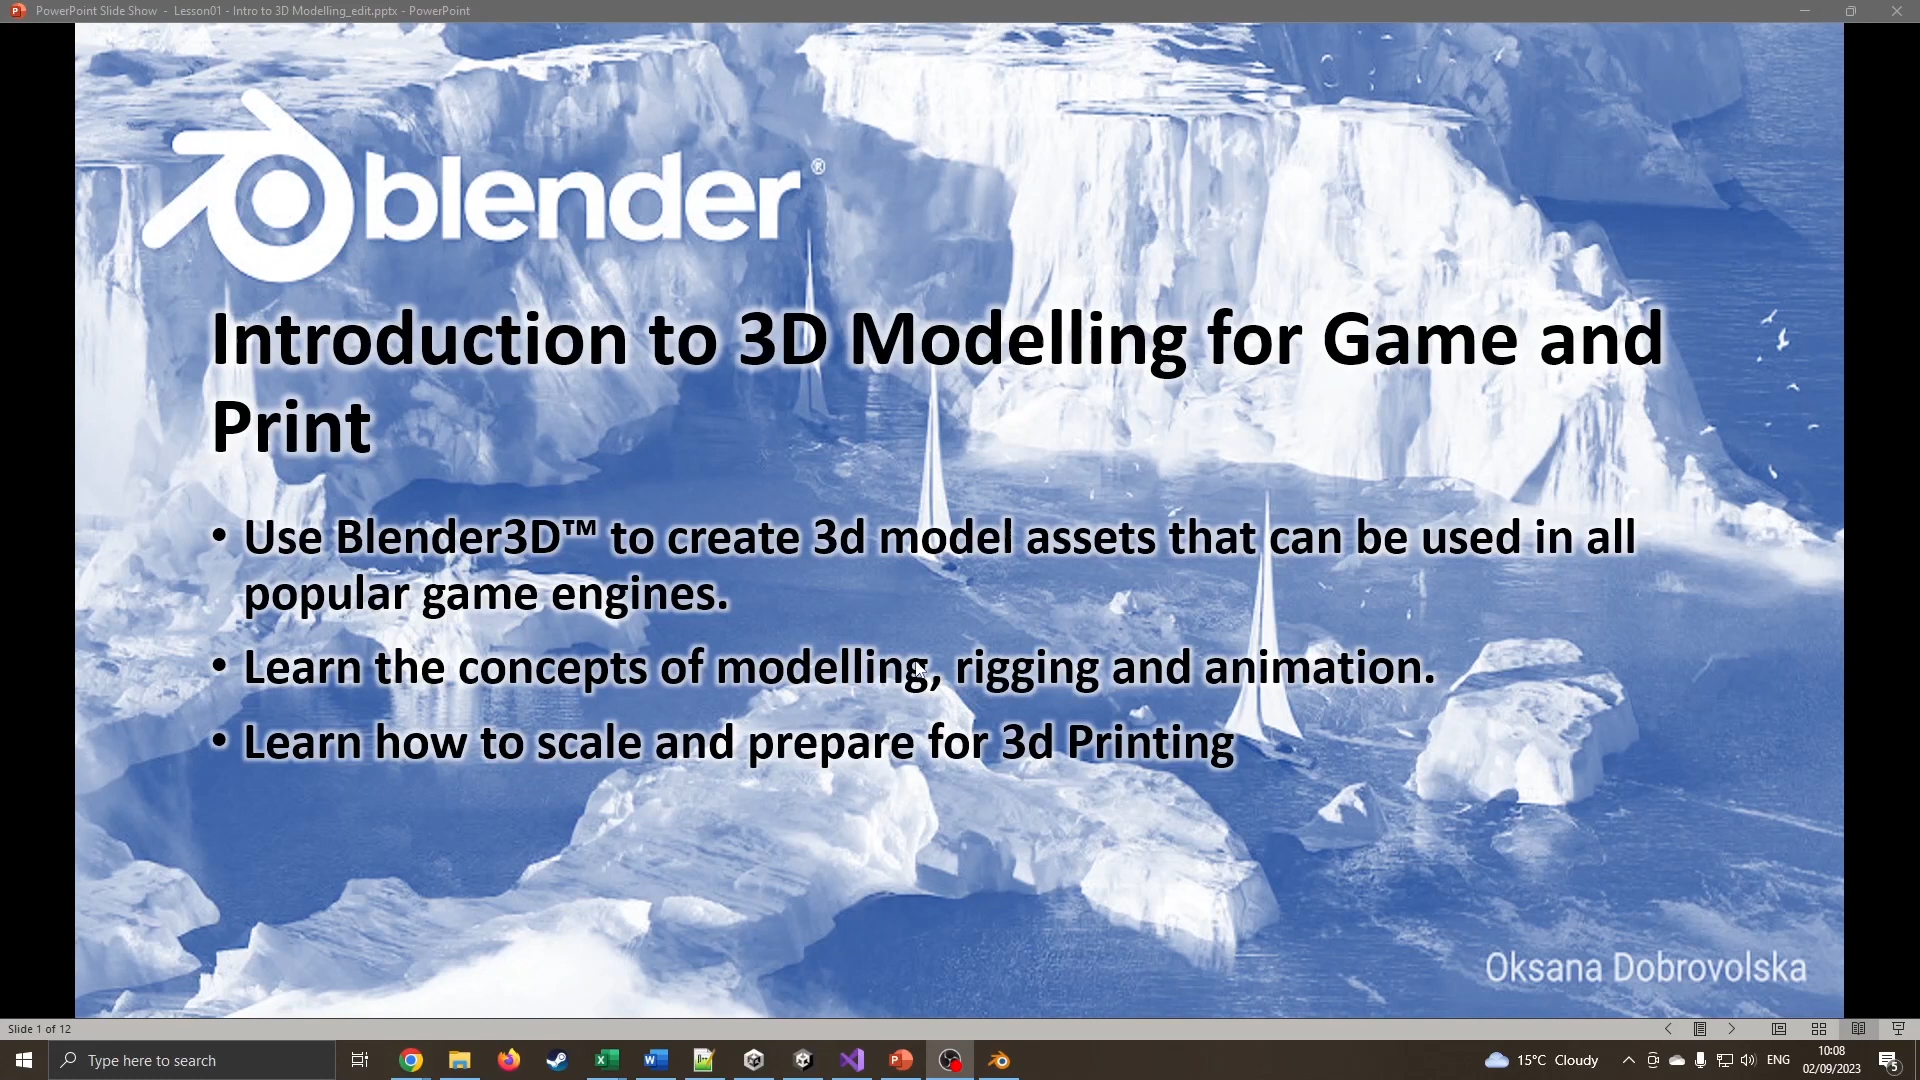 PowerPoint Slide Show - Lesson01 - Intro to 3D Modelling_edit.pptx - PowerPoint
blender®
Introduction to 3D Modelling for Game and
Print
• Use Blender3D™ to create 3d model assets that can be used in all
popular game engines.
• Learn the concepts of modelling, rigging and animation.
• Learn how to scale and prepare for 3d Printing
Oksana Dobrovolska
Slide 1 of 12
Type here to search
15°C Cloudy
ENG
10:08
02/09/2023
5